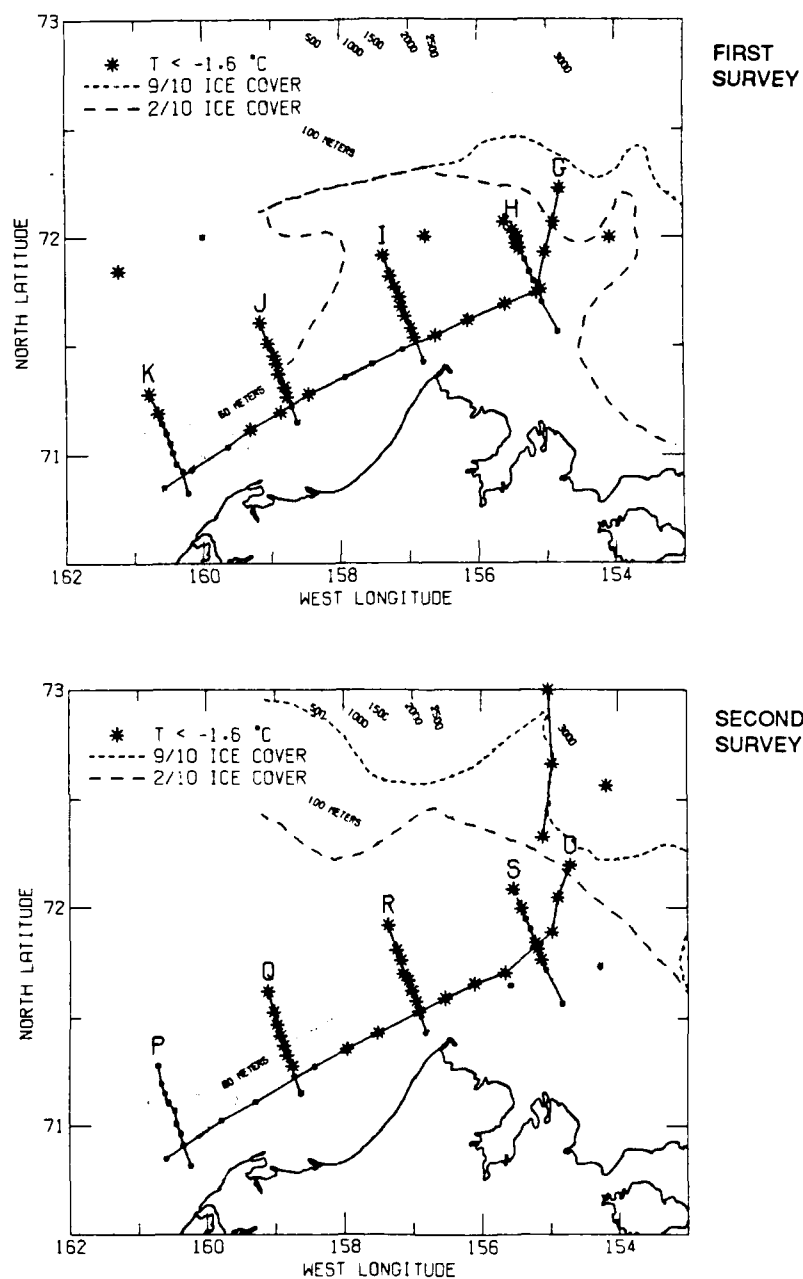 73
FIRST
SURVEY
* T < -1.6 °C
9/10 ICE COVER
2/10 ICE COVER
500
1000
1500
2000
2500
3000
100 METERS
G
H
I
J
K
60 METERS
72
71
NORTH LATITUDE
162
160
158
156
154
WEST LONGITUDE
73
SECOND
SURVEY
* T < -1.6 °C
9/10 ICE COVER
2/10 ICE COVER
500
1000
1500
2000
2500
3000
100 METERS
S
R
Q
P
72
71
NORTH LATITUDE
162
160
158
156
154
WEST LONGITUDE